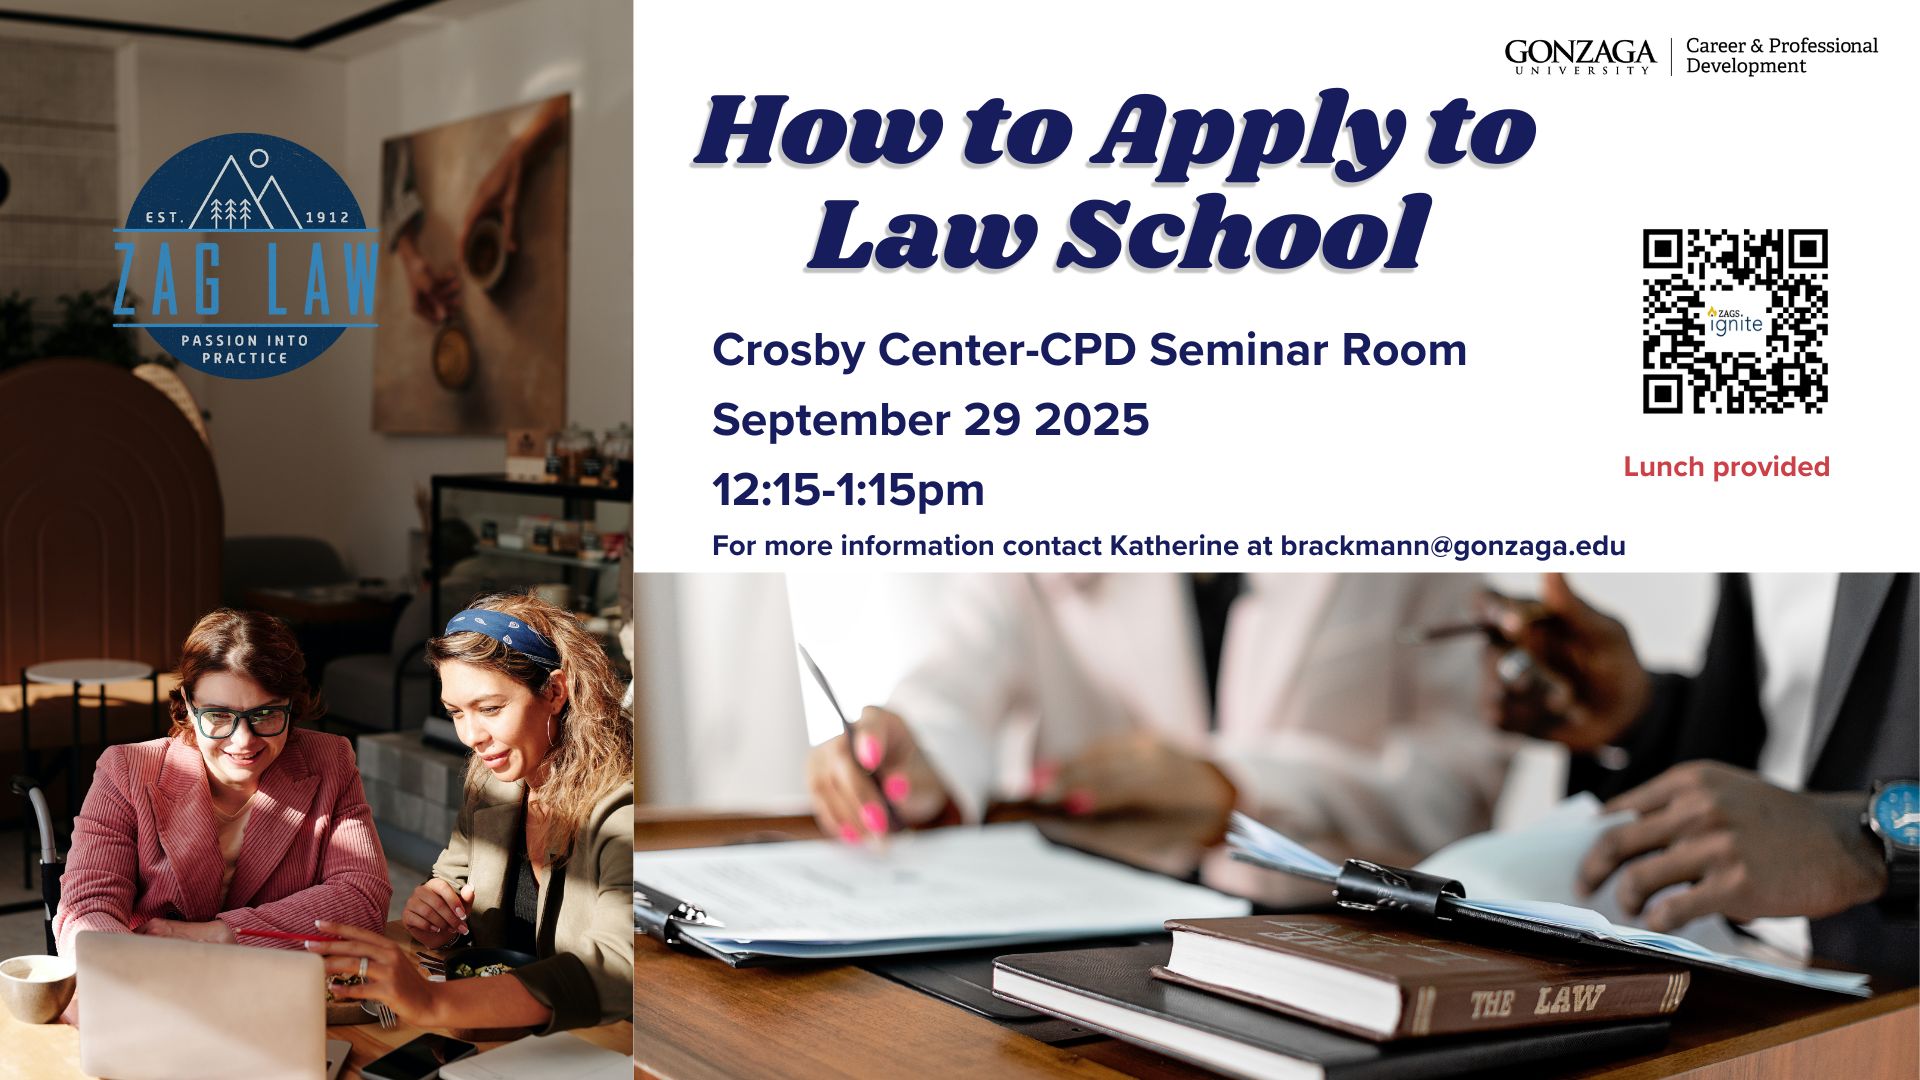 GONZAGA
UNIVERSITY
Career & Professional
Development
How to Apply to
Law School
EST. 1912
ZAG LAW
PASSION INTO
PRACTICE
ZAGS
ignite
Crosby Center-CPD Seminar Room
September 29 2025
12:15-1:15pm
Lunch provided
For more information contact Katherine at brackmann@gonzaga.edu
THE LAW